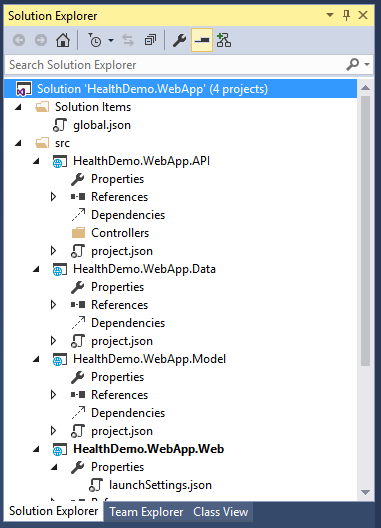 Solution Explorer
Search Solution Explorer
Solution 'HealthDemo.WebApp' (4 projects)
Solution Items
global.json
src
HealthDemo.WebApp.API
Properties
References
Dependencies
Controllers
project.json
HealthDemo.WebApp.Data
References
Dependencies
project.json
HealthDemo.WebApp.Model
Properties
References
Dependencies
project.json
HealthDemo.WebApp.Web
Properties
launchSettings.json
Solution Explorer Team Explorer Class View